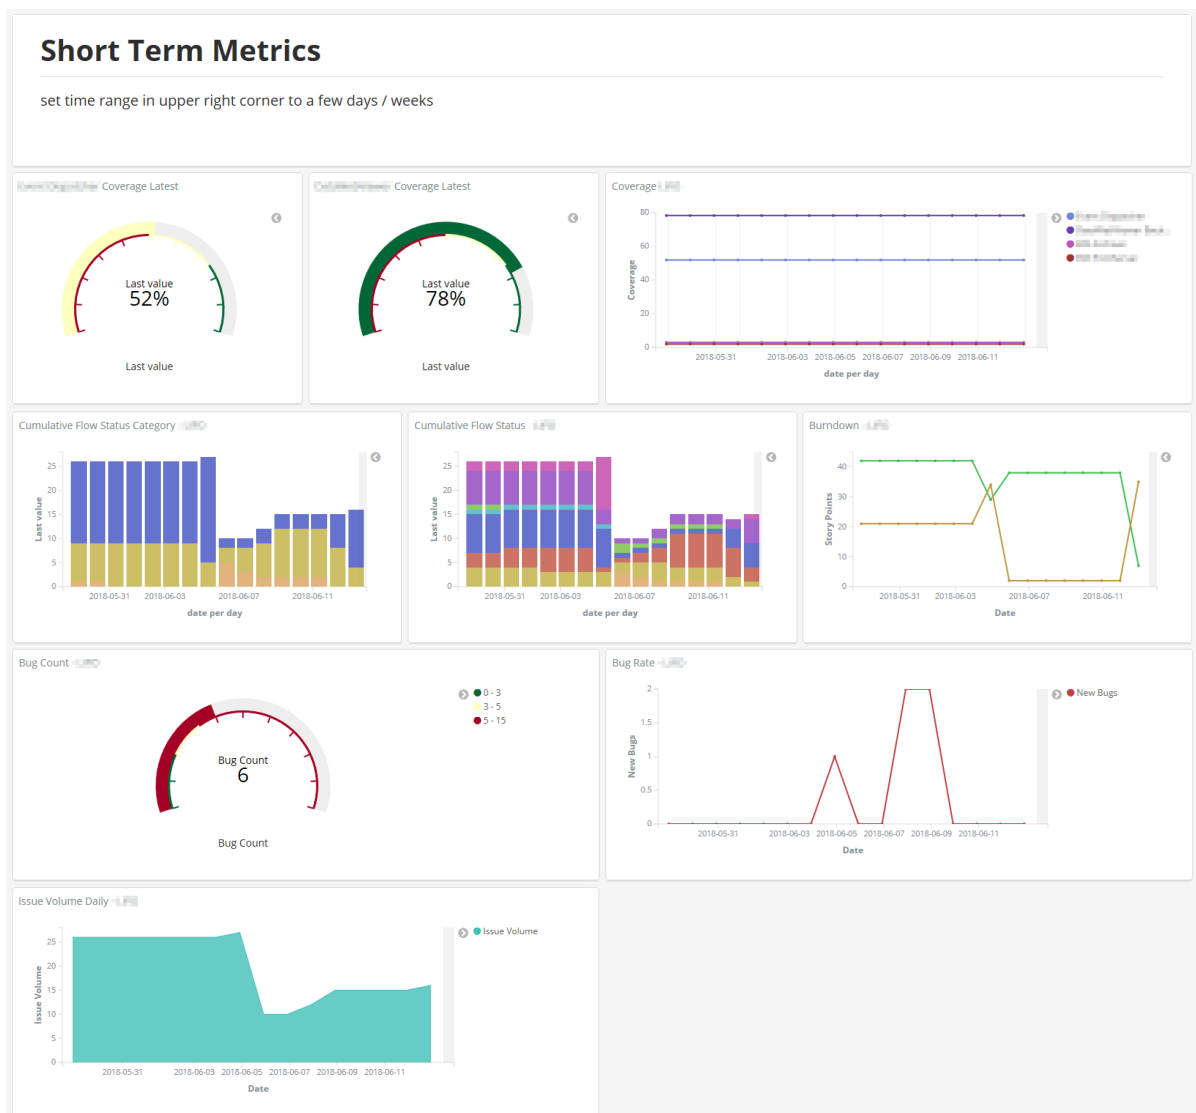 Short Term Metrics
set time range in upper right corner to a few days / weeks
Coverage Latest
Last value
52%
Last value
Coverage Latest
Last value
78%
Last value
Coverage
80
60
40
20
0
Coverage
2018-05-31 2018-06-03 2018-06-05 2018-06-07 2018-06-09 2018-06-11
date per day
Cumulative Flow Status Category
25
20
15
10
5
0
Last value
2018-05-31 2018-06-03 2018-06-07 2018-06-11
date per day
Cumulative Flow Status
25
20
15
10
5
0
Last value
2018-05-31 2018-06-03 2018-06-07 2018-06-11
date per day
Burndown
40
30
20
10
0
Story Points
2018-05-31 2018-06-03 2018-06-07 2018-06-11
Date
Bug Count
Bug Count
6
Bug Count
0 - 3
3 - 5
5 - 15
Bug Rate
2
1.5
1
0.5
0
New Bugs
2018-05-31 2018-06-03 2018-06-05 2018-06-07 2018-06-09 2018-06-11
Date
New Bugs
Issue Volume Daily
25
20
15
10
5
0
Issue Volume
2018-05-31 2018-06-03 2018-06-05 2018-06-07 2018-06-09 2018-06-11
Date
Issue Volume